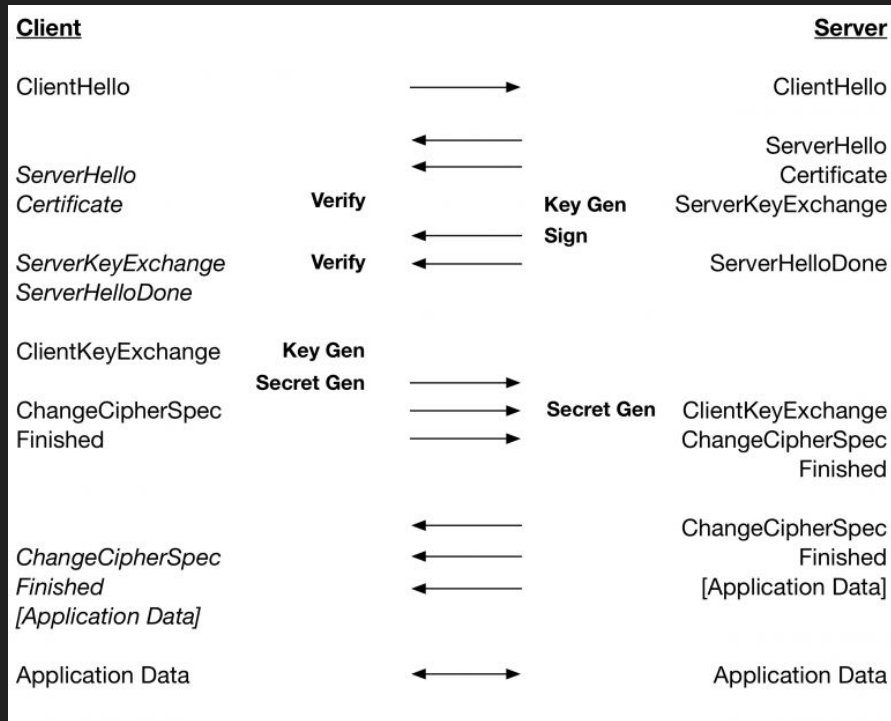 Client Server
ClientHello ClientHello
ServerHello
ServerHello Certificate
Certificate Verify Key Gen ServerKeyExchange
Sign
ServerKeyExchange Verify ServerHelloDone
ServerHelloDone
ClientKeyExchange Key Gen
Secret Gen
ChangeCipherSpec Secret Gen ClientKeyExchange
Finished ChangeCipherSpec
Finished
ChangeCipherSpec
ChangeCipherSpec Finished
Finished [Application Data]
[Application Data]
Application Data Application Data